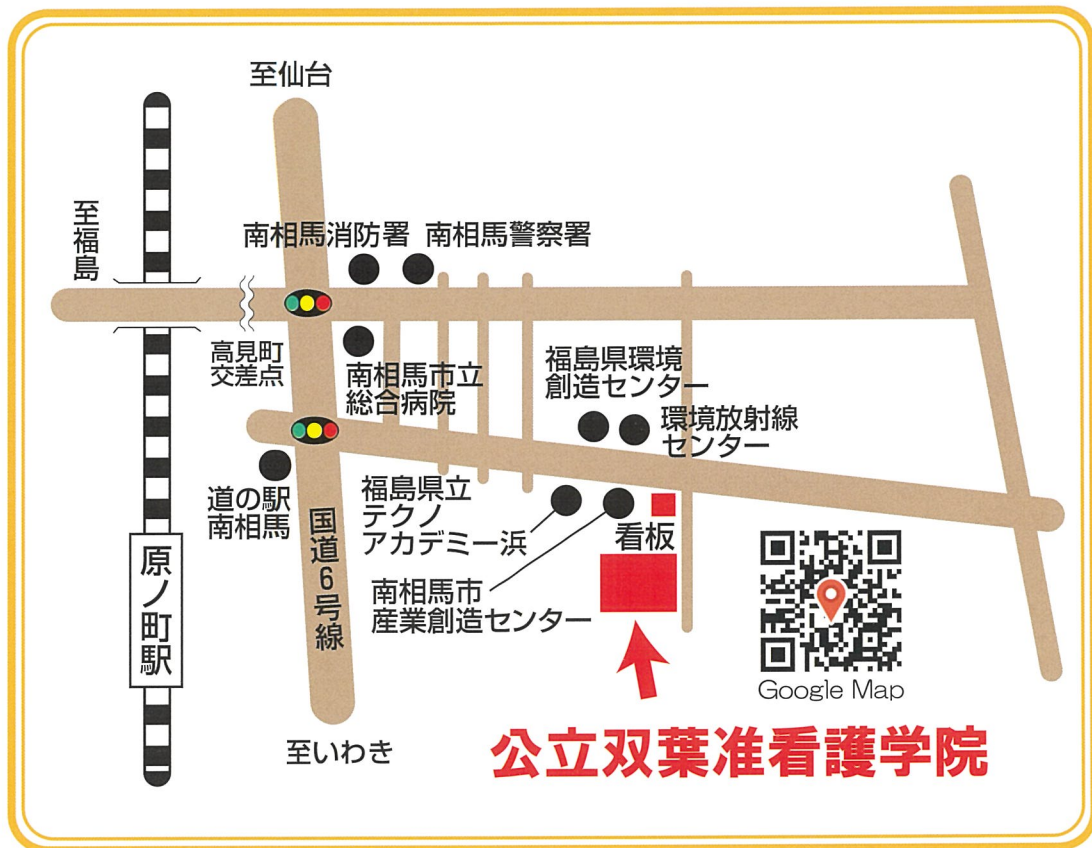 至仙台
至福島
南相馬消防署
南相馬警察署
高見町
交差点
南相馬市立
総合病院
福島県環境
創造センター
環境放射線
センター
道の駅
南相馬
国道6号線
福島県立
テクノ
アカデミー浜
看板
南相馬市
産業創造センター
原ノ町駅
Google Map
至いわき
公立双葉准看護学院